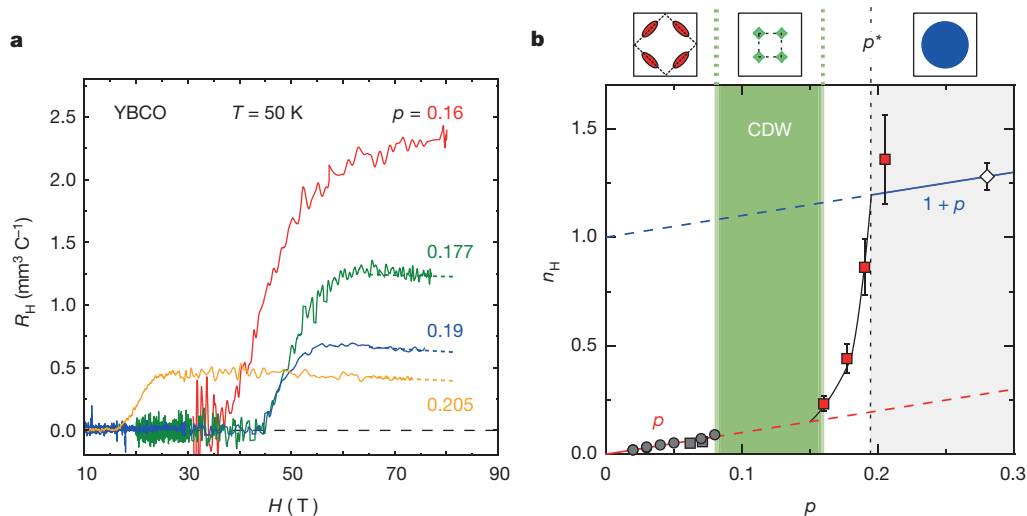 a
YBCO
T = 50 K
p = 0.16
0.177
0.19
0.205
2.5
2.0
1.5
1.0
0.5
0.0
R_H (mm³ C⁻¹)
10 30 50 70 90
H (T)
b
p*
CDW
1 + p
p
1.5
1.0
0.5
0.0
n_H
0 0.1 0.2 0.3
p